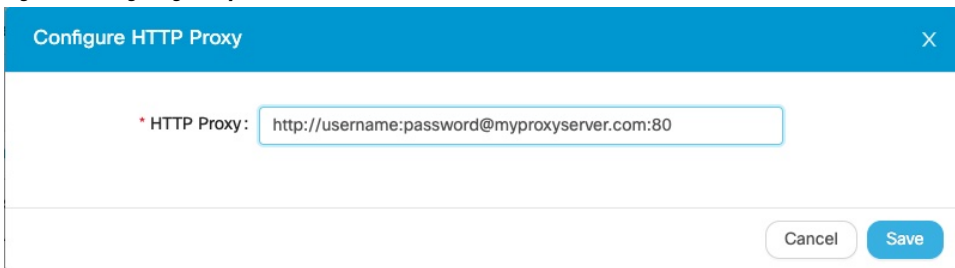 Configure HTTP Proxy X
* HTTP Proxy: http://username:password@myproxyserver.com:80
Cancel Save